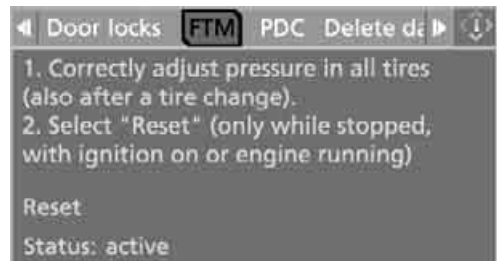 Door locks FTM PDC Delete da
1. Correctly adjust pressure in all tires
(also after a tire change).
2. Select "Reset" (only while stopped,
with ignition on or engine running)
Reset
Status: active